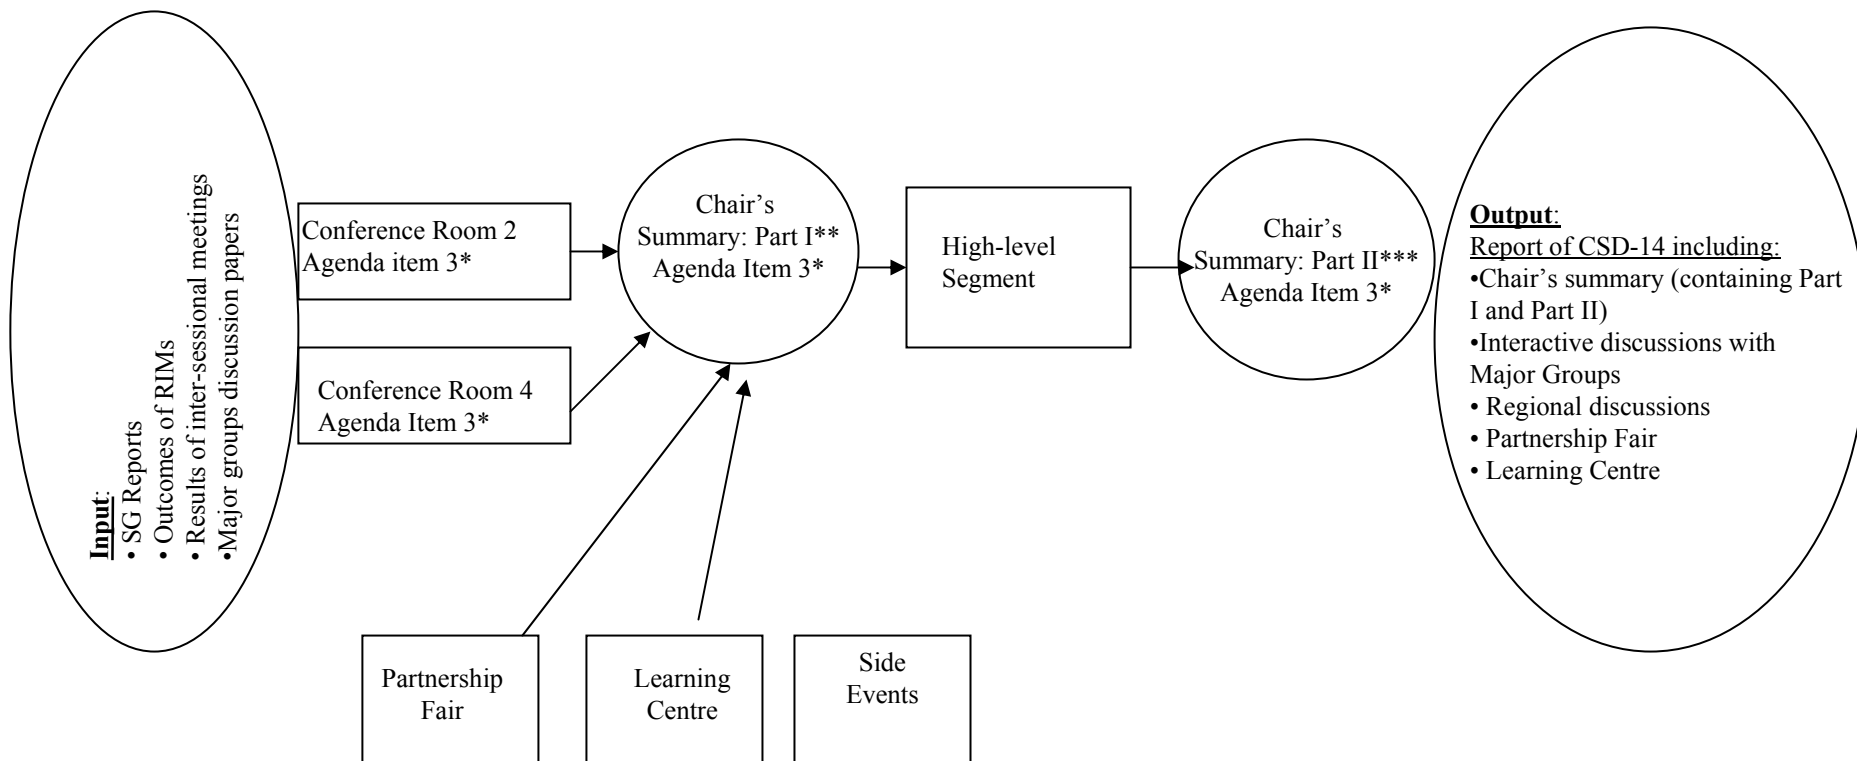 Input:
• SG Reports
• Outcomes of RIMs
• Results of inter-sessional meetings
•Major groups discussion papers
Conference Room 2
Agenda item 3*
Conference Room 4
Agenda Item 3*
Chair’s
Summary: Part I**
Agenda Item 3*
High-level
Segment
Chair’s
Summary: Part II***
Agenda Item 3*
Output:
Report of CSD-14 including:
•Chair’s summary (containing Part
I and Part II)
•Interactive discussions with
Major Groups
• Regional discussions
• Partnership Fair
• Learning Centre
Partnership
Fair
Learning
Centre
Side
Events